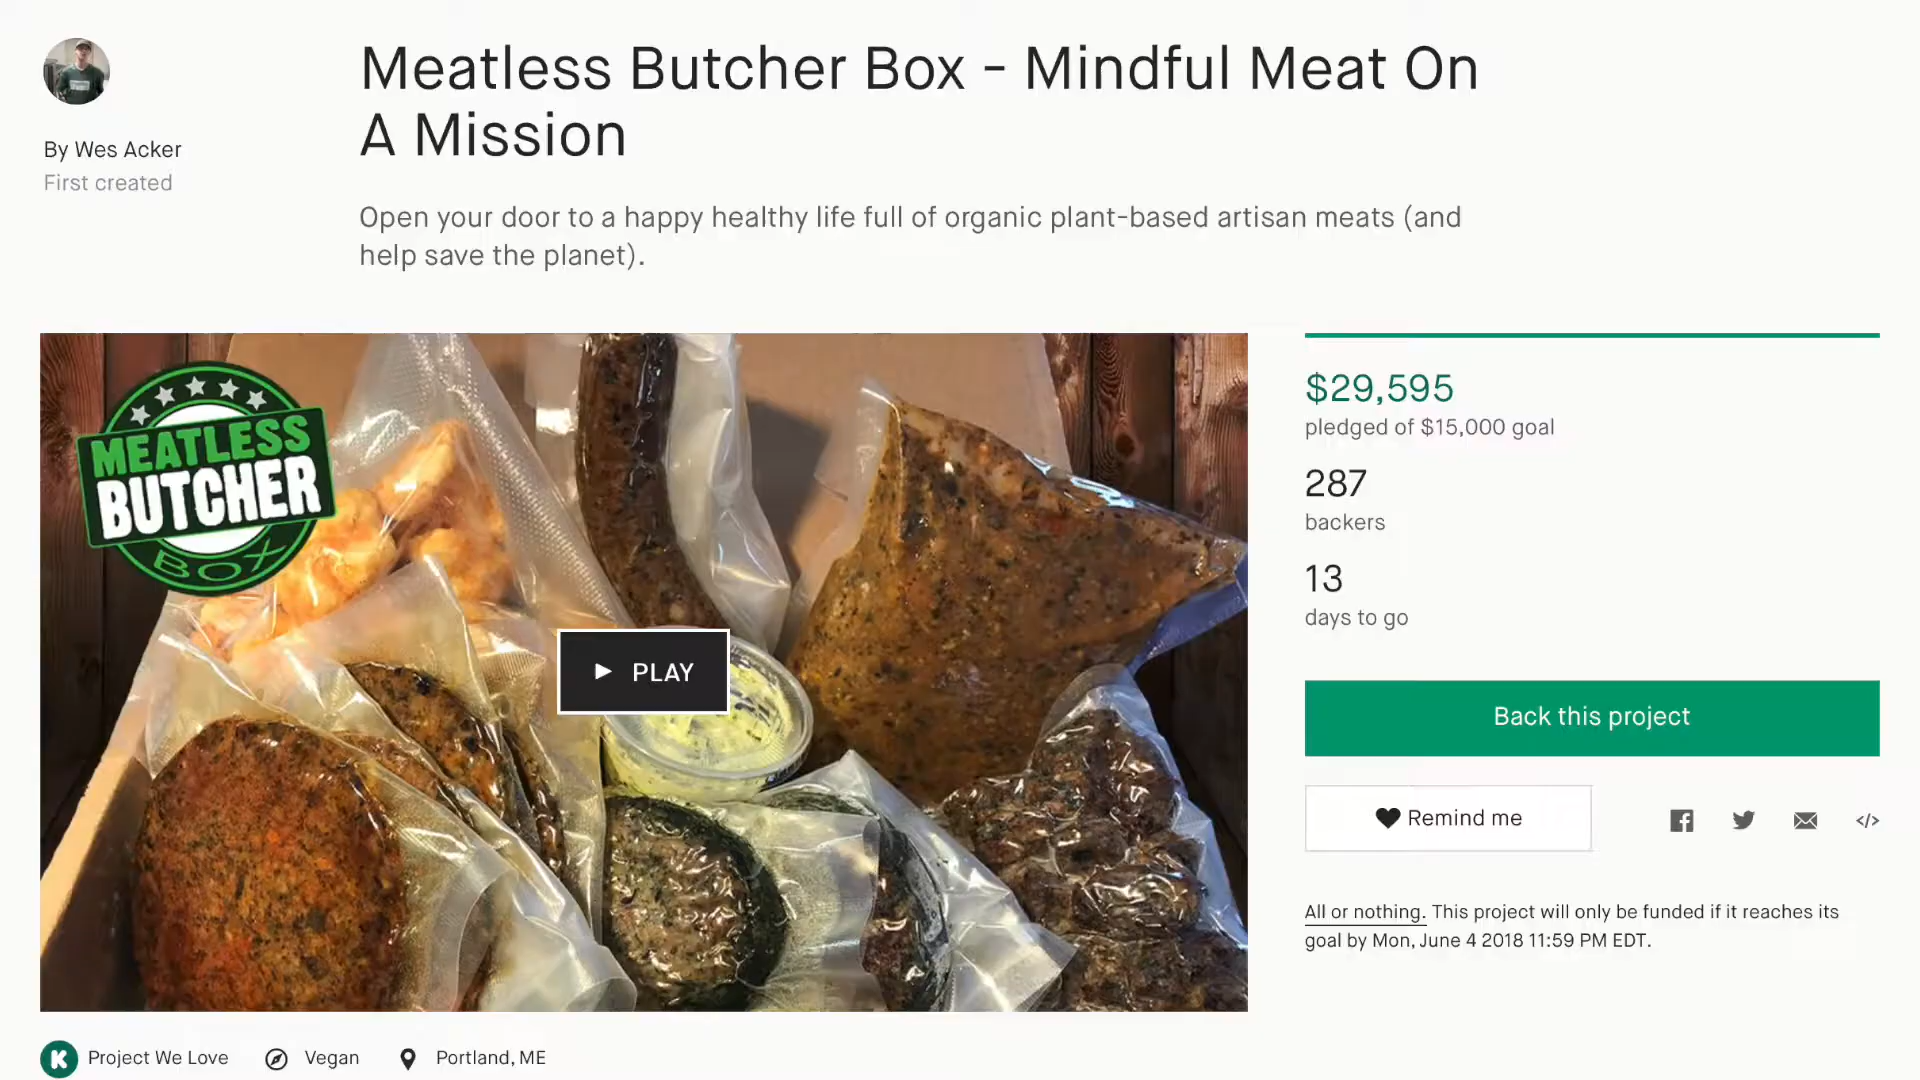 Meatless Butcher Box - Mindful Meat On
A Mission
By Wes Acker
First created
Open your door to a happy healthy life full of organic plant-based artisan meats (and
help save the planet).
MEATLESS
BUTCHER
BOX
PLAY
$29,595
pledged of $15,000 goal
287
backers
13
days to go
Back this project
Remind me
All or nothing. This project will only be funded if it reaches its
goal by Mon, June 4 2018 11:59 PM EDT.
K Project We Love Vegan Portland, ME